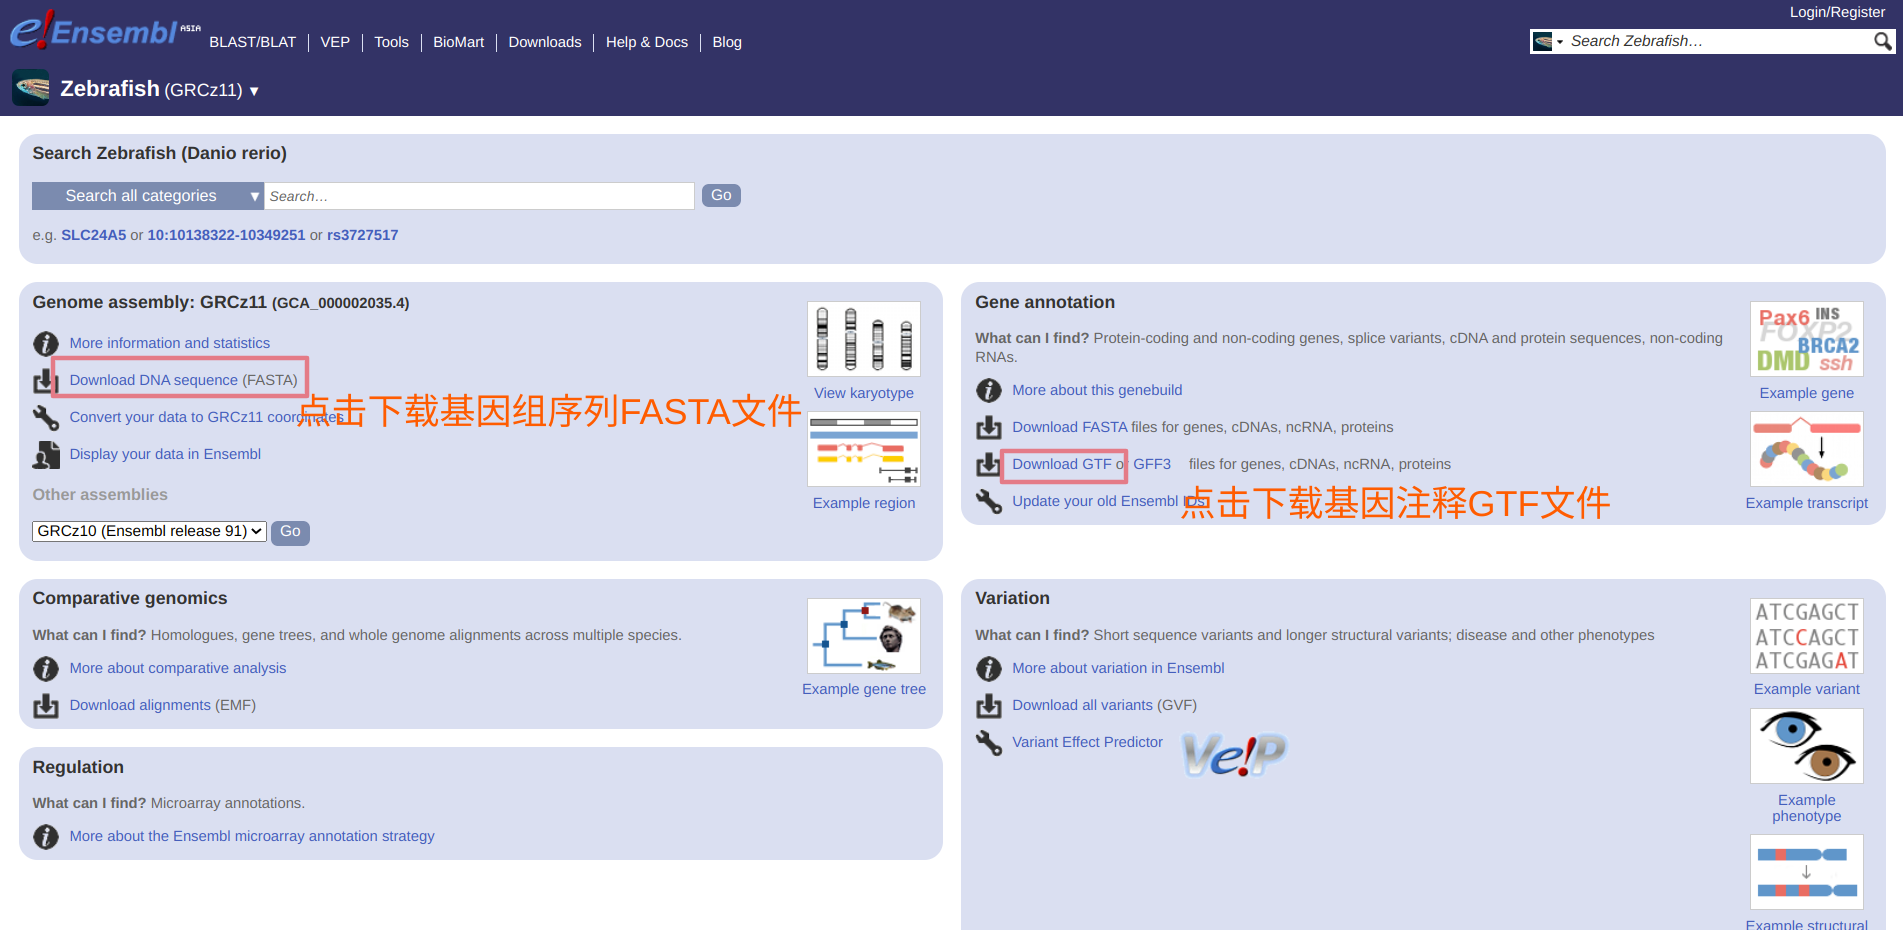 Login/Register
e!Ensembl ASIA
BLAST/BLAT | VEP | Tools | BioMart | Downloads | Help & Docs | Blog
Search Zebrafish…
Zebrafish (GRCz11) ▼
Search Zebrafish (Danio rerio)
Search all categories ▼ Search… Go
e.g. SLC24A5 or 10:10138322-10349251 or rs3727517
Genome assembly: GRCz11 (GCA_000002035.4)
More information and statistics
Download DNA sequence (FASTA)
点击下载基因组序列FASTA文件
Convert your data to GRCz11 coordinates
Display your data in Ensembl
Other assemblies
GRCz10 (Ensembl release 91) Go
View karyotype
Example region
Gene annotation
What can I find? Protein-coding and non-coding genes, splice variants, cDNA and protein sequences, non-coding
RNAs.
More about this genebuild
Download FASTA files for genes, cDNAs, ncRNA, proteins
Download GTF or GFF3 files for genes, cDNAs, ncRNA, proteins
Update your old Ensembl IDs
点击下载基因注释GTF文件
Pax6 INS
FOXP2
BRCA2
DMD ssh
Example gene
Example transcript
Comparative genomics
What can I find? Homologues, gene trees, and whole genome alignments across multiple species.
More about comparative analysis
Download alignments (EMF)
Example gene tree
Variation
What can I find? Short sequence variants and longer structural variants; disease and other phenotypes
More about variation in Ensembl
Download all variants (GVF)
Variant Effect Predictor
Ve!P
ATCGAGCT
ATCCAGCT
ATCGAGAT
Example variant
Example
phenotype
Example structural
Regulation
What can I find? Microarray annotations.
More about the Ensembl microarray annotation strategy